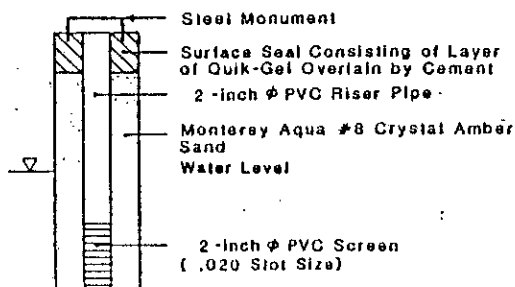 Steel Monument
Surface Seal Consisting of Layer
of Quik-Gel Overlain by Cement
2 -inch ϕ PVC Riser Pipe
Monterey Aqua #8 Crystal Amber
Sand
Water Level
2 -inch ϕ PVC Screen
( .020 Slot Size)